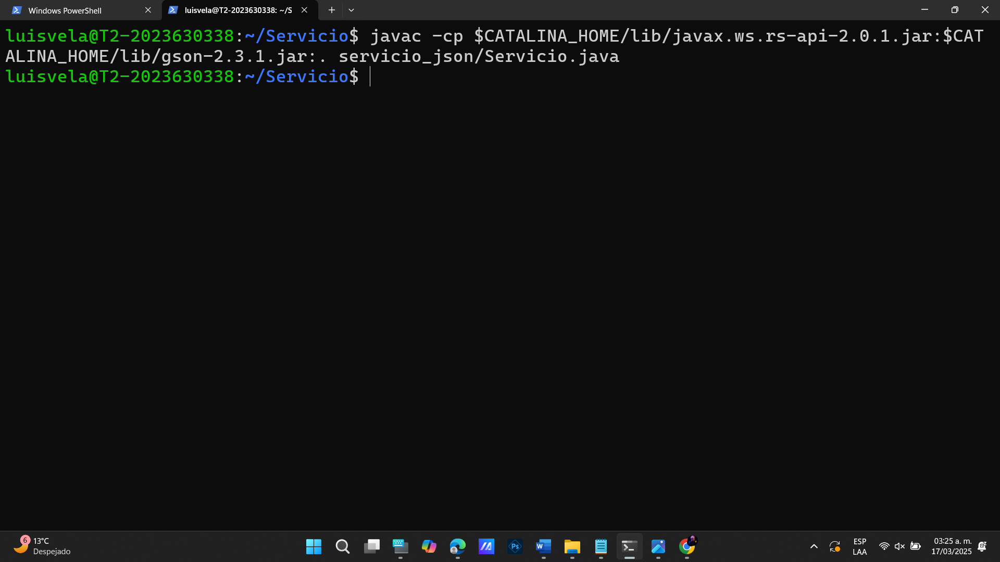 Windows PowerShell
luisvela@T2-2023630338: ~/S
luisvela@T2-2023630338:~/Servicio$ javac -cp $CATALINA_HOME/lib/javax.ws.rs-api-2.0.1.jar:$CAT
ALINA_HOME/lib/gson-2.3.1.jar:. servicio_json/Servicio.java
luisvela@T2-2023630338:~/Servicio$
6
13°C
Despejado
Ps
W
ESP
LAA
03:25 a. m.
17/03/2025